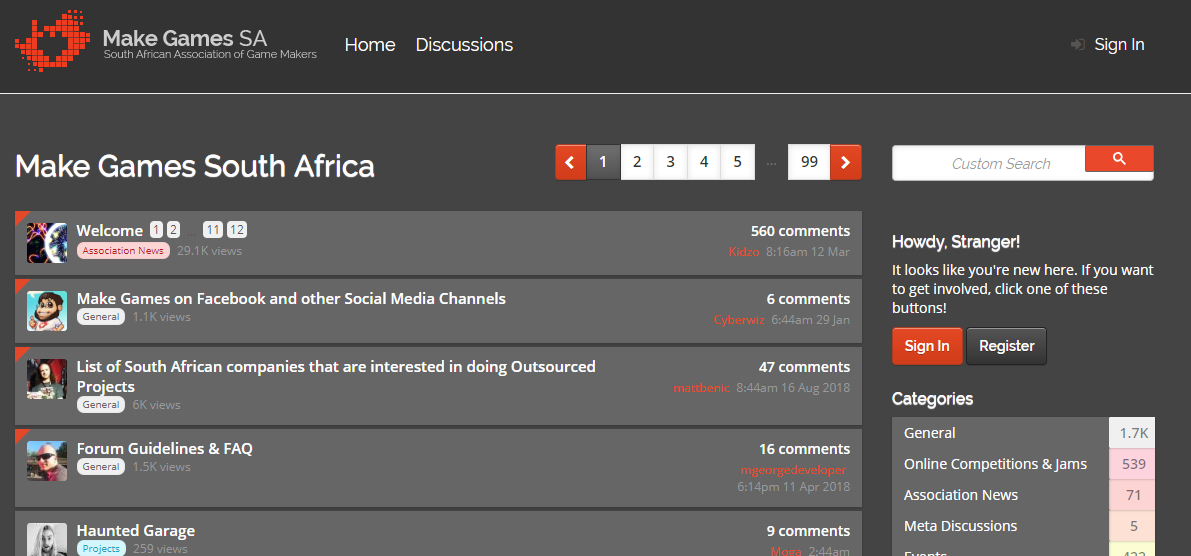 Make Games SA
South African Association of Game Makers
Home Discussions
Sign In
Make Games South Africa
1 2 3 4 5 ... 99
Custom Search
Welcome 1 2 ... 11 12
560 comments
Association News 29.1K views
Kidzo 8:16am 12 Mar
Make Games on Facebook and other Social Media Channels
6 comments
General 1.1K views
Cyberwiz 6:44am 29 Jan
List of South African companies that are interested in doing Outsourced
Projects
47 comments
General 6K views
mattbenic 8:44am 16 Aug 2018
Forum Guidelines & FAQ
16 comments
General 1.5K views
mgeorgedeveloper
6:14pm 11 Apr 2018
Haunted Garage
9 comments
Projects 259 views
Moga 2:44am
Howdy, Stranger!
It looks like you're new here. If you want
to get involved, click one of these
buttons!
Sign In Register
Categories
General 1.7K
Online Competitions & Jams 539
Association News 71
Meta Discussions 5
Events 422